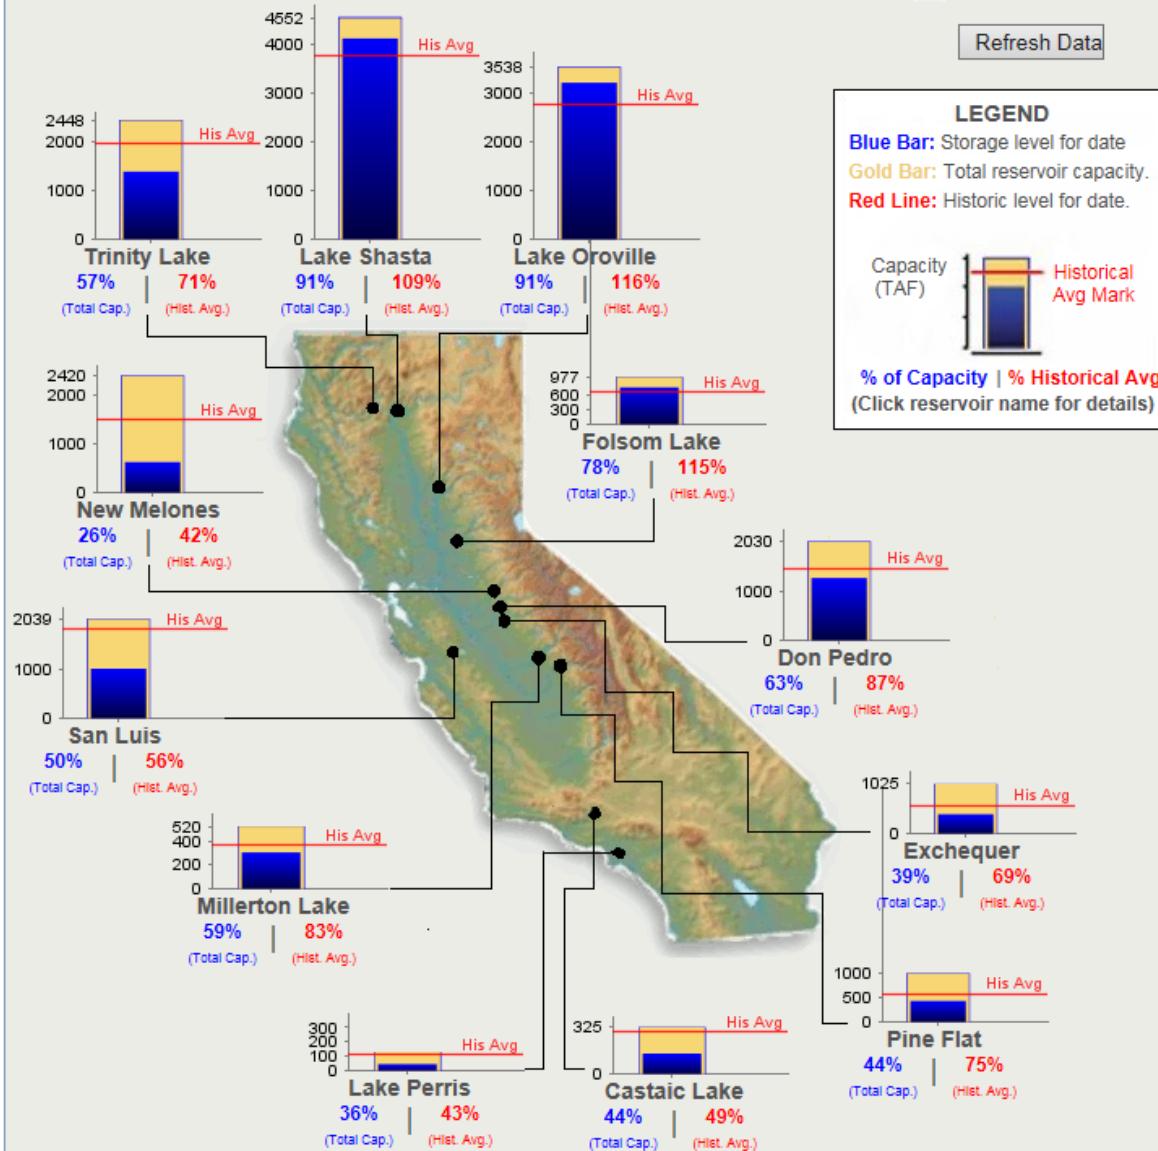 Refresh Data
LEGEND
Blue Bar: Storage level for date
Gold Bar: Total reservoir capacity.
Red Line: Historic level for date.
Capacity
(TAF)
Historical
Avg Mark
% of Capacity | % Historical Avg
(Click reservoir name for details)
2448
2000
1000
0
His Avg
Trinity Lake
57% | 71%
(Total Cap.) (Hist. Avg.)
4552
4000
3000
2000
1000
0
His Avg
Lake Shasta
91% | 109%
(Total Cap.) (Hist. Avg.)
3538
3000
2000
1000
0
His Avg
Lake Oroville
91% | 116%
(Total Cap.) (Hist. Avg.)
2420
2000
1000
0
His Avg
New Melones
26% | 42%
(Total Cap.) (Hist. Avg.)
977
600
300
0
His Avg
Folsom Lake
78% | 115%
(Total Cap.) (Hist. Avg.)
2030
1000
0
His Avg
Don Pedro
63% | 87%
(Total Cap.) (Hist. Avg.)
2039
1000
0
His Avg
San Luis
50% | 56%
(Total Cap.) (Hist. Avg.)
1025
0
His Avg
Exchequer
39% | 69%
(Total Cap.) (Hist. Avg.)
520
400
200
0
His Avg
Millerton Lake
59% | 83%
(Total Cap.) (Hist. Avg.)
1000
500
0
His Avg
Pine Flat
44% | 75%
(Total Cap.) (Hist. Avg.)
300
200
100
0
His Avg
Lake Perris
36% | 43%
(Total Cap.) (Hist. Avg.)
325
0
His Avg
Castaic Lake
44% | 49%
(Total Cap.) (Hist. Avg.)